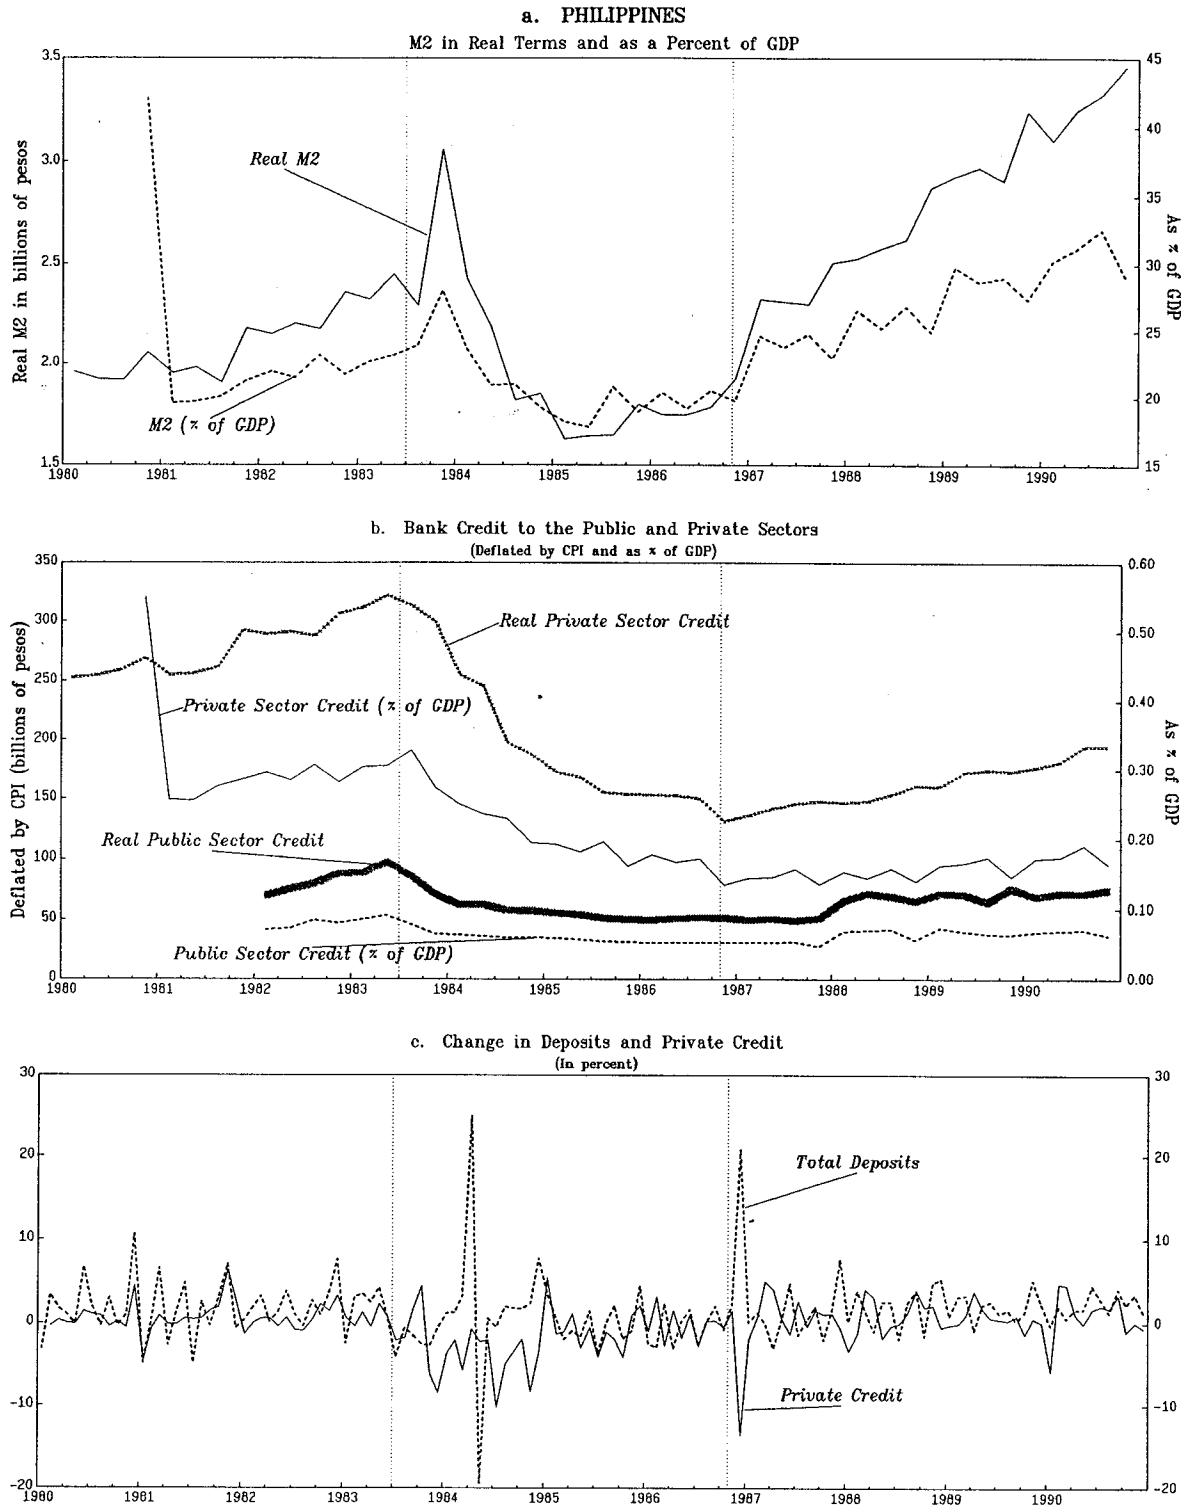 a. PHILIPPINES
M2 in Real Terms and as a Percent of GDP
3.5
3.0
2.5
2.0
1.5
Real M2 in billions of pesos
45
40
35
30
25
20
15
As % of GDP
Real M2
M2 (% of GDP)
1980 1981 1982 1983 1984 1985 1986 1987 1988 1989 1990
b. Bank Credit to the Public and Private Sectors
(Deflated by CPI and as % of GDP)
350
300
250
200
150
100
50
0
Deflated by CPI (billions of pesos)
0.60
0.50
0.40
0.30
0.20
0.10
0.00
As % of GDP
Real Private Sector Credit
Private Sector Credit (% of GDP)
Real Public Sector Credit
Public Sector Credit (% of GDP)
1980 1981 1982 1983 1984 1985 1986 1987 1988 1989 1990
c. Change in Deposits and Private Credit
(In percent)
30
20
10
0
-10
-20
30
20
10
0
-10
-20
Total Deposits
Private Credit
1980 1981 1982 1983 1984 1985 1986 1987 1988 1989 1990